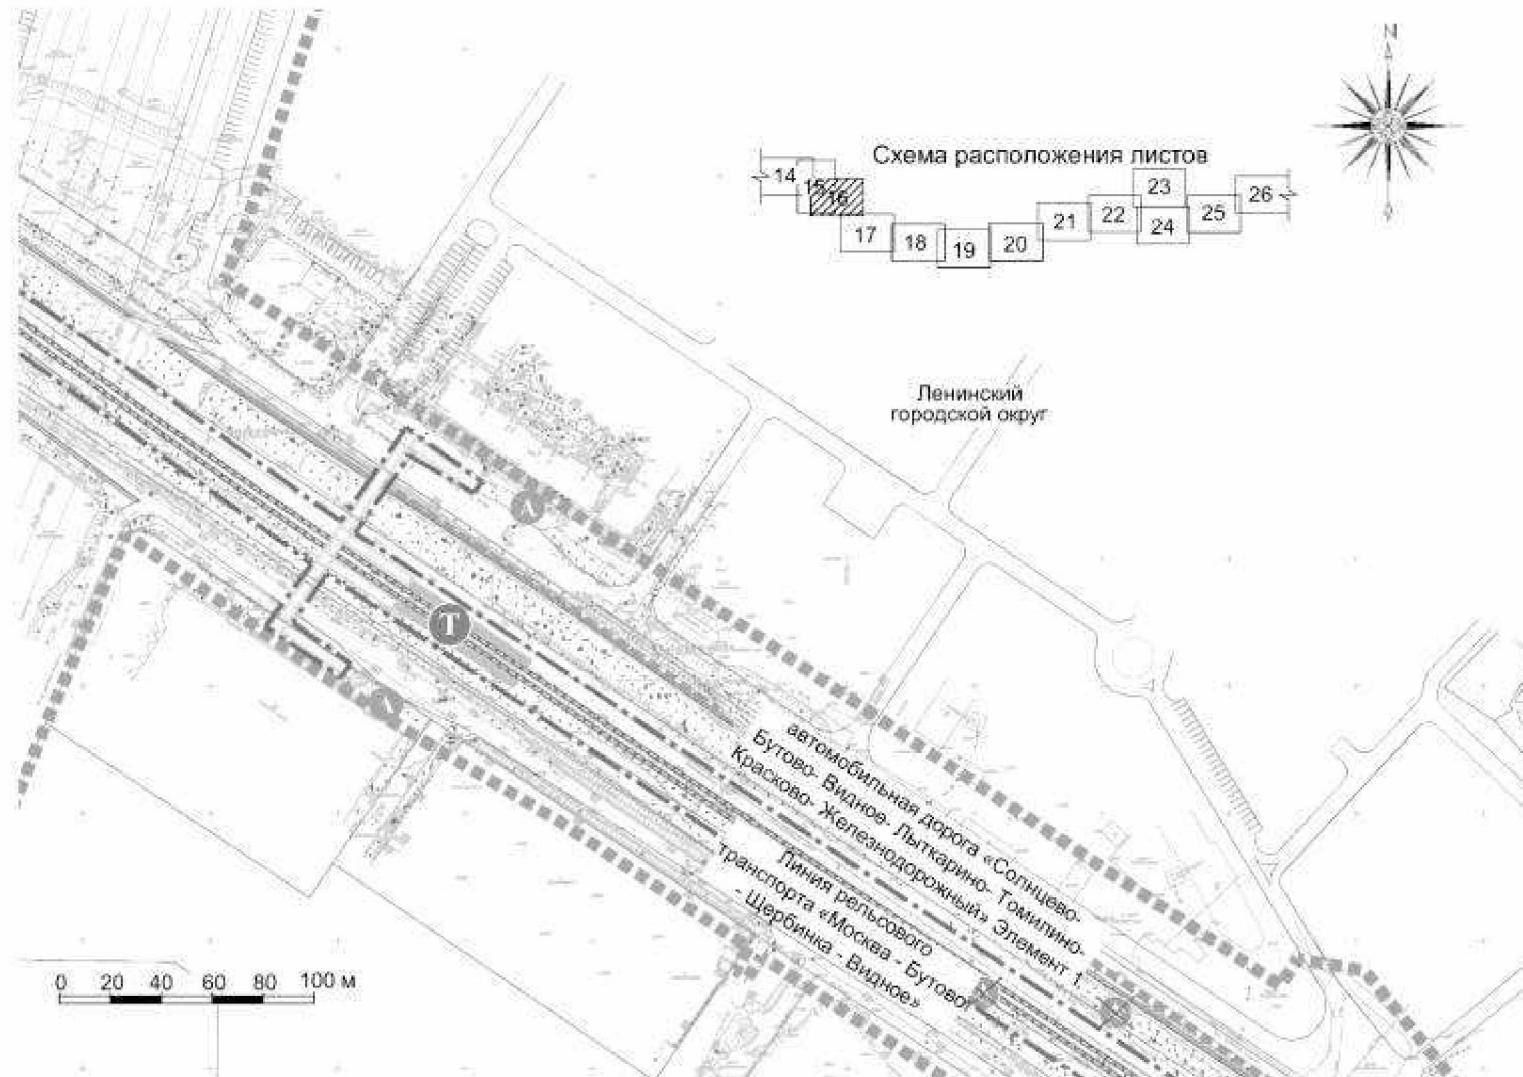 N
Схема расположения листов
14
15
16
17
18
19
20
21
22
23
24
25
26
Ленинский
городской округ
Т
автомобильная дорога «Солнцево-
Бутово- Видное- Лыткарино- Томилино-
Красково- Железнодорожный» Элемент 1.
Линия рельсового
транспорта «Москва - Бутово
- Щербинка - Видное»
0 20 40 60 80 100 м